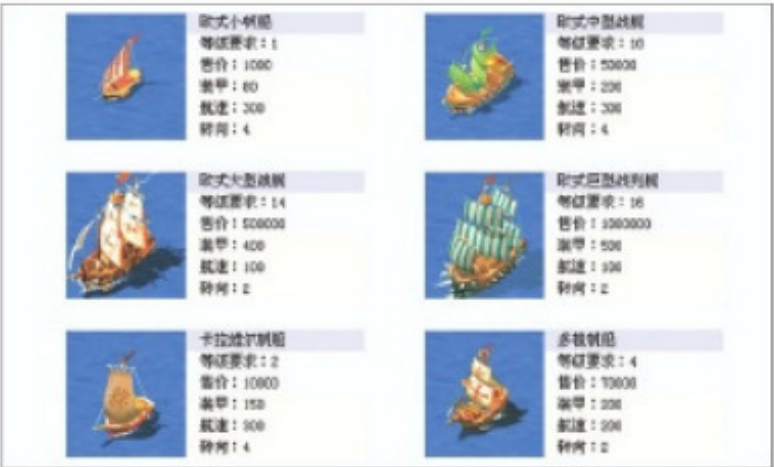 欧式小帆船
等级要求：1
售价：1000
装甲：60
航速：300
转向：4
欧式中型战舰
等级要求：10
售价：50000
装甲：200
航速：300
转向：4
欧式大型战舰
等级要求：14
售价：500000
装甲：400
航速：100
转向：2
欧式巨型战列舰
等级要求：16
售价：1000000
装甲：500
航速：100
转向：2
卡拉维尔帆船
等级要求：2
售价：10000
装甲：150
航速：300
转向：4
多桅帆船
等级要求：4
售价：70000
装甲：200
航速：200
转向：2